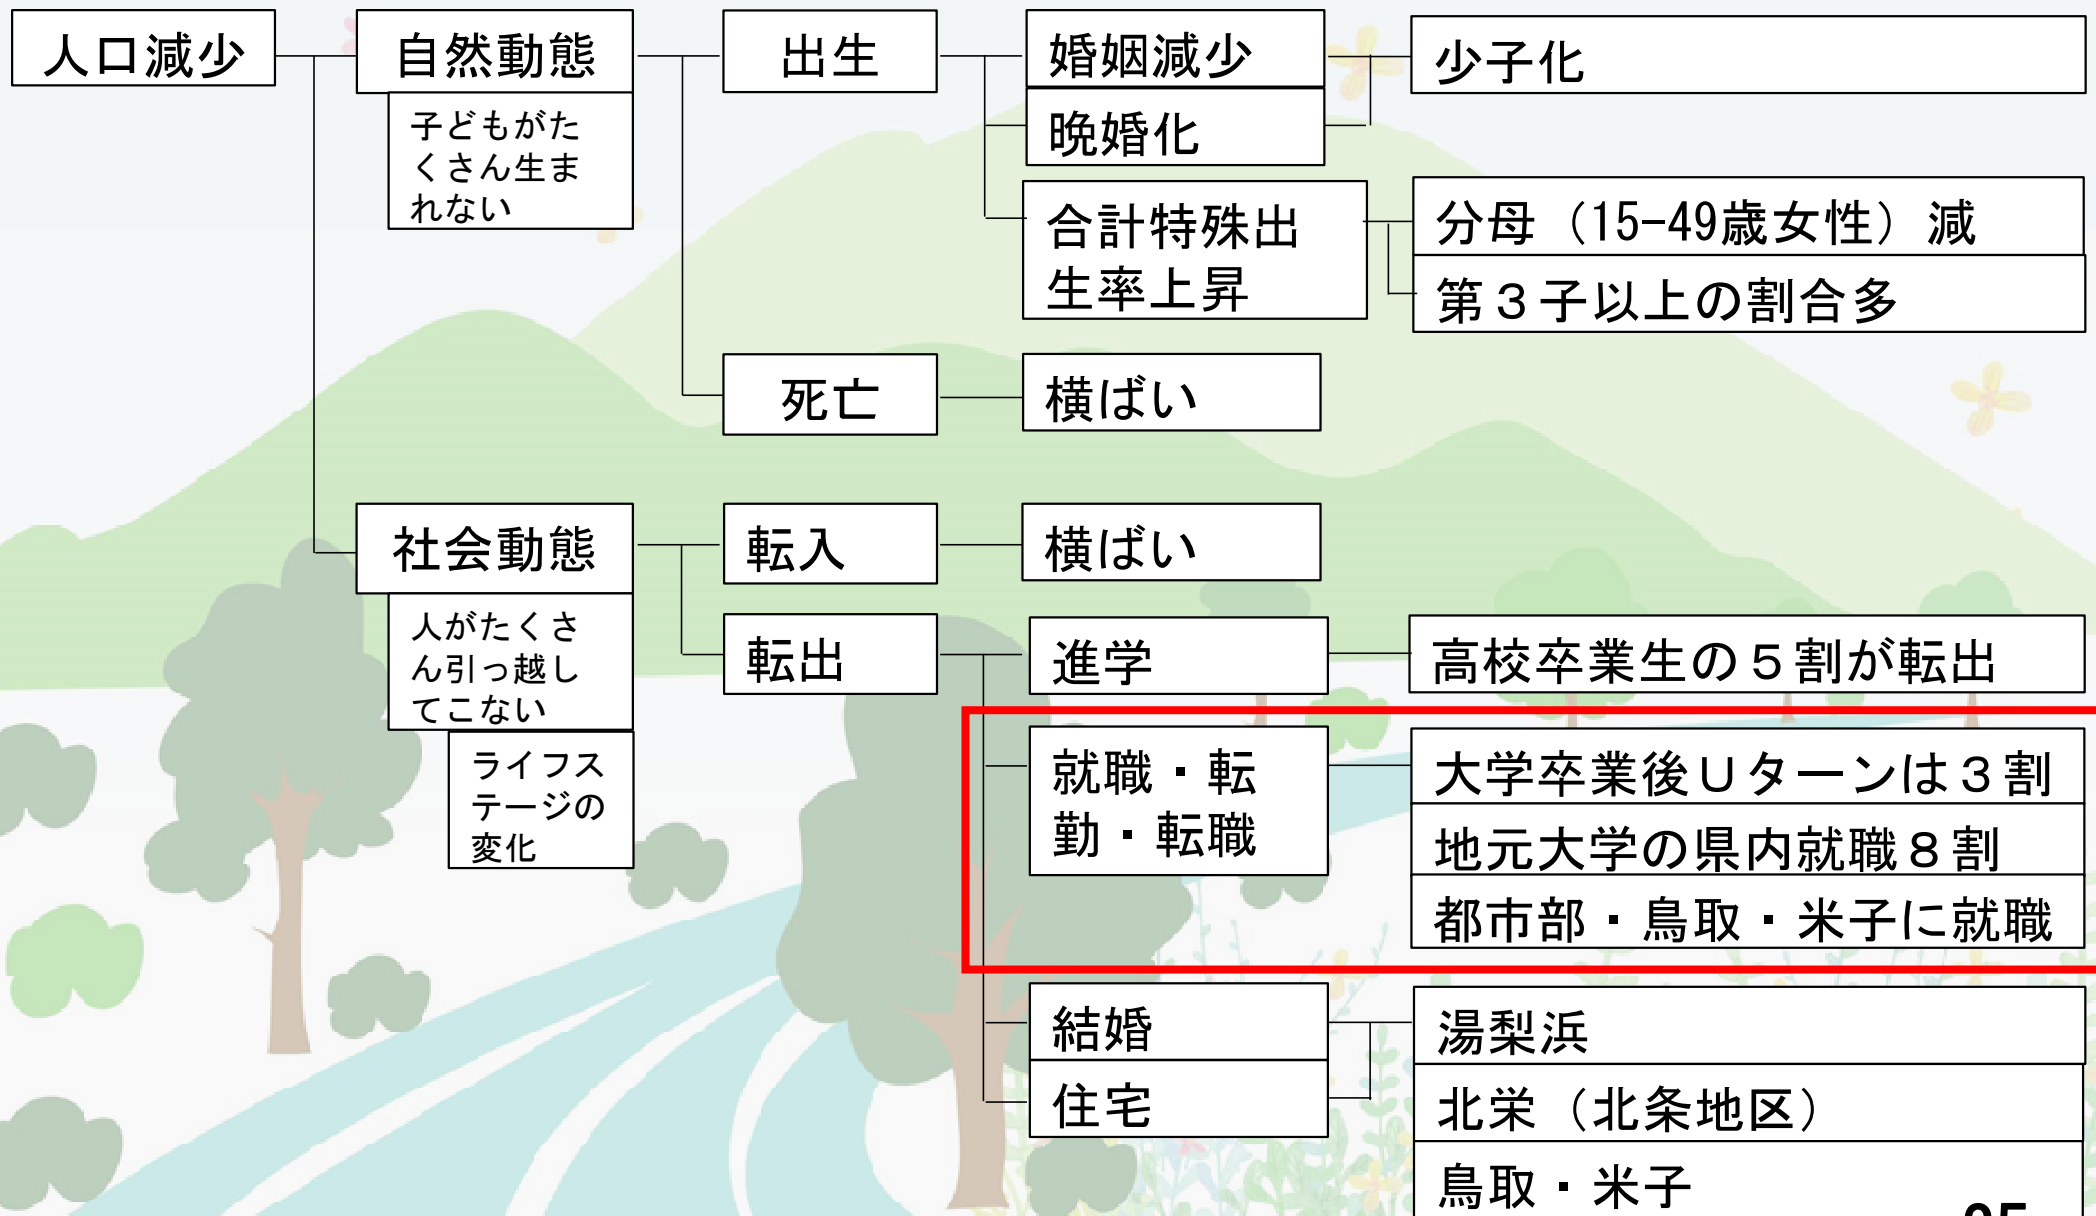 人口減少
自然動態
子どもがた
くさん生ま
れない
出生
婚姻減少
晩婚化
少子化
合計特殊出
生率上昇
分母（15-49歳女性）減
第３子以上の割合多
死亡
横ばい
社会動態
人がたくさ
ん引っ越し
てこない
ライフス
テージの
変化
転入
横ばい
転出
進学
高校卒業生の５割が転出
就職・転
勤・転職
大学卒業後Ｕターンは３割
地元大学の県内就職８割
都市部・鳥取・米子に就職
結婚
住宅
湯梨浜
北栄（北条地区）
鳥取・米子